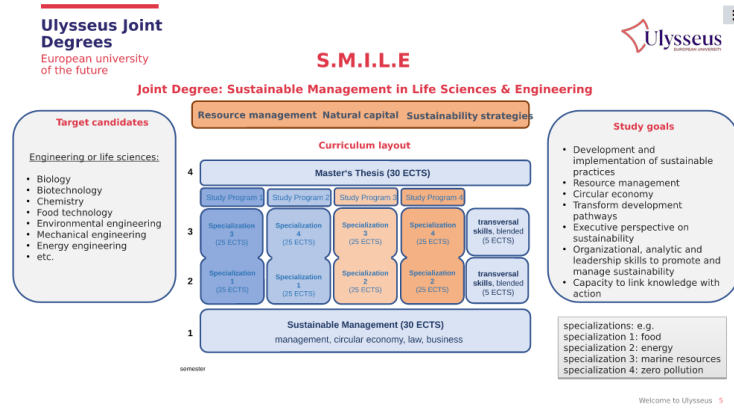 Ulysseus Joint
Degrees
European university
of the future
Ulysseus
EUROPEAN UNIVERSITY
S.M.I.L.E
Joint Degree: Sustainable Management in Life Sciences & Engineering
Target candidates
Engineering or life sciences:
• Biology
• Biotechnology
• Chemistry
• Food technology
• Environmental engineering
• Mechanical engineering
• Energy engineering
• etc.
Resource management Natural capital Sustainability strategies
Curriculum layout
4
Master's Thesis (30 ECTS)
Study Program 1
Study Program 2
Study Program 3
Study Program 4
3
Specialization
3
(25 ECTS)
Specialization
4
(25 ECTS)
Specialization
3
(25 ECTS)
Specialization
4
(25 ECTS)
transversal
skills, blended
(5 ECTS)
2
Specialization
1
(25 ECTS)
Specialization
1
(25 ECTS)
Specialization
2
(25 ECTS)
Specialization
2
(25 ECTS)
transversal
skills, blended
(5 ECTS)
1
Sustainable Management (30 ECTS)
management, circular economy, law, business
semester
Study goals
• Development and
implementation of sustainable
practices
• Resource management
• Circular economy
• Transform development
pathways
• Executive perspective on
sustainability
• Organizational, analytic and
leadership skills to promote and
manage sustainability
• Capacity to link knowledge with
action
specializations: e.g.
specialization 1: food
specialization 2: energy
specialization 3: marine resources
specialization 4: zero pollution
Welcome to Ulysseus 5